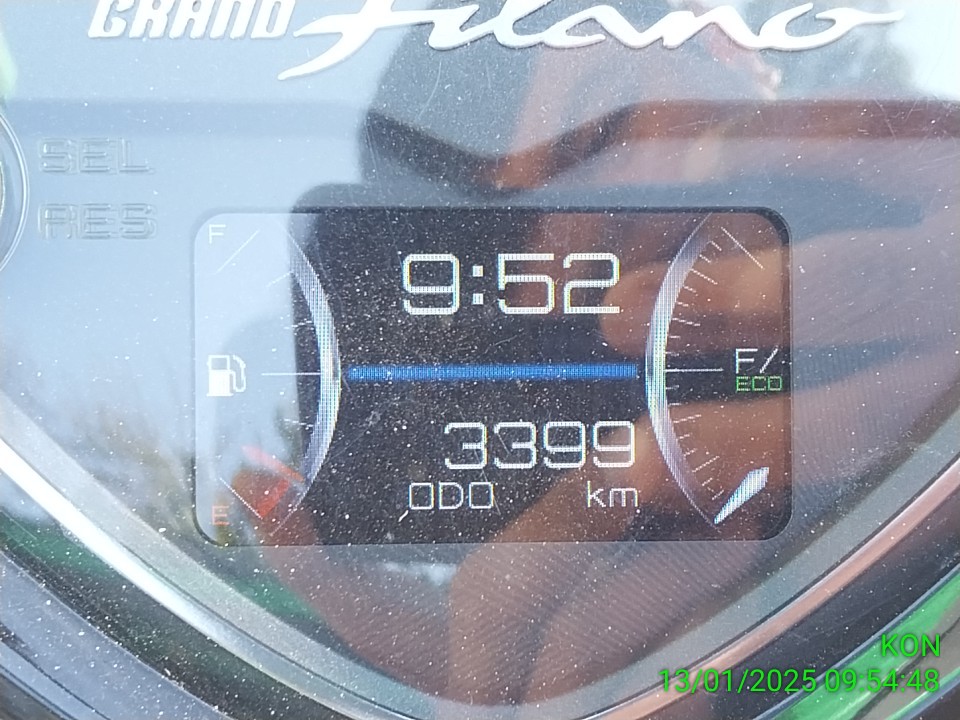 GRAND Filano
SEL
RES
F
9:52
F/
ECO
3399
ODO km
E
KON
13/01/2025 09:54:48